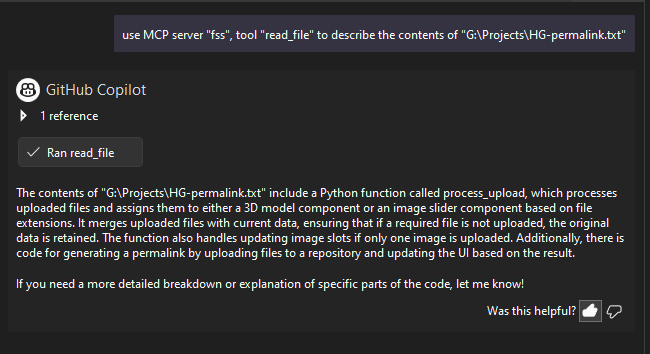 use MCP server "fss", tool "read_file" to describe the contents of "G:\Projects\HG-permalink.txt"
GitHub Copilot
1 reference
Ran read_file
The contents of "G:\Projects\HG-permalink.txt" include a Python function called process_upload, which processes
uploaded files and assigns them to either a 3D model component or an image slider component based on file
extensions. It merges uploaded files with current data, ensuring that if a required file is not uploaded, the original
data is retained. The function also handles updating image slots if only one image is uploaded. Additionally, there is
code for generating a permalink by uploading files to a repository and updating the UI based on the result.
If you need a more detailed breakdown or explanation of specific parts of the code, let me know!
Was this helpful?